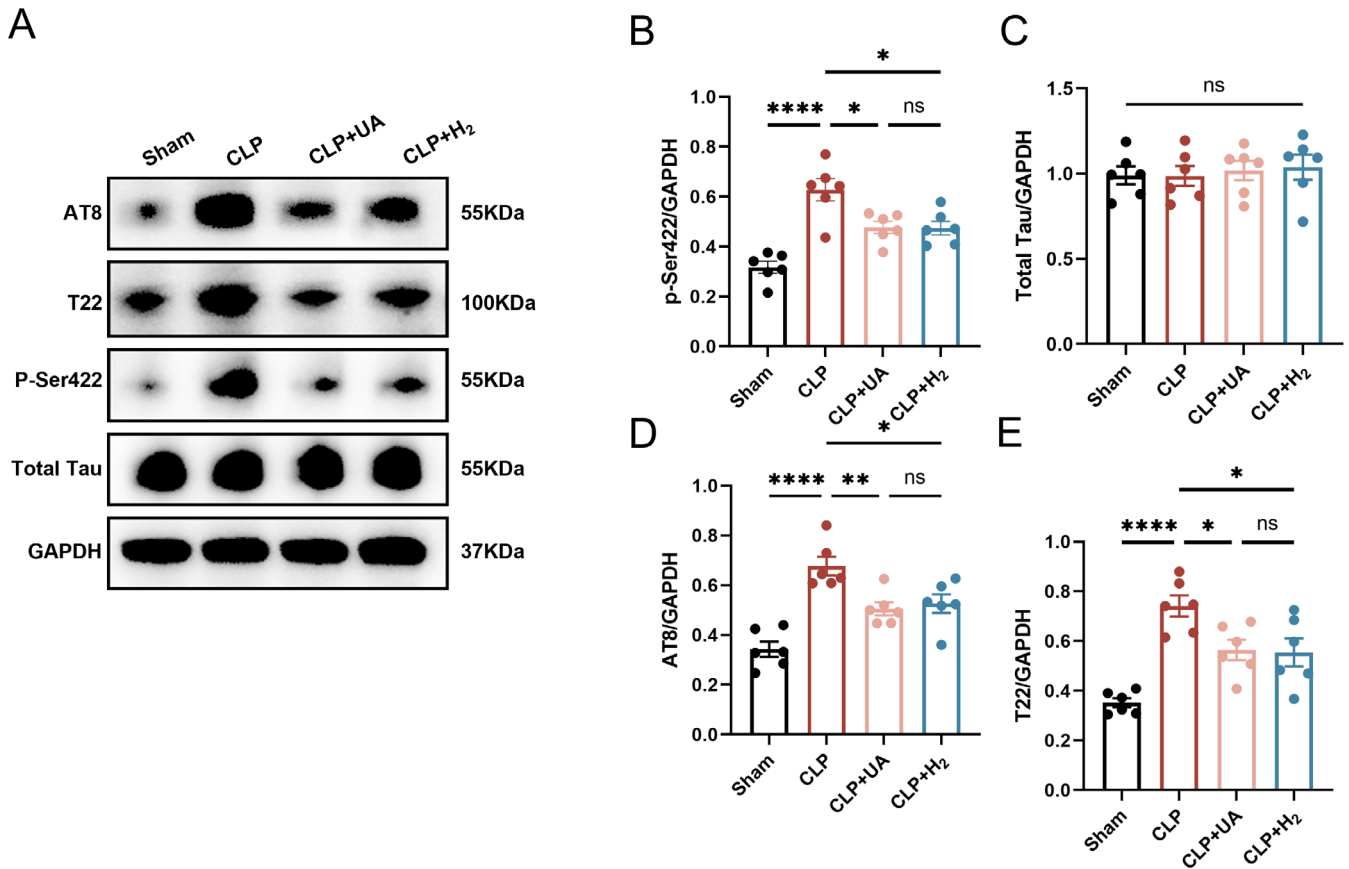 A
Sham
CLP
CLP+UA
CLP+H₂
AT8
55KDa
T22
100KDa
P-Ser422
55KDa
Total Tau
55KDa
GAPDH
37KDa
B
*
**** * ns
p-Ser422/GAPDH
1.0
0.8
0.6
0.4
0.2
0.0
Sham
CLP
CLP+UA
CLP+H₂
C
ns
Total Tau/GAPDH
1.5
1.0
0.5
0.0
Sham
CLP
CLP+UA
CLP+H₂
D
*
**** ** ns
AT8/GAPDH
1.0
0.8
0.6
0.4
0.2
0.0
Sham
CLP
CLP+UA
CLP+H₂
E
*
**** * ns
T22/GAPDH
1.0
0.8
0.6
0.4
0.2
0.0
Sham
CLP
CLP+UA
CLP+H₂